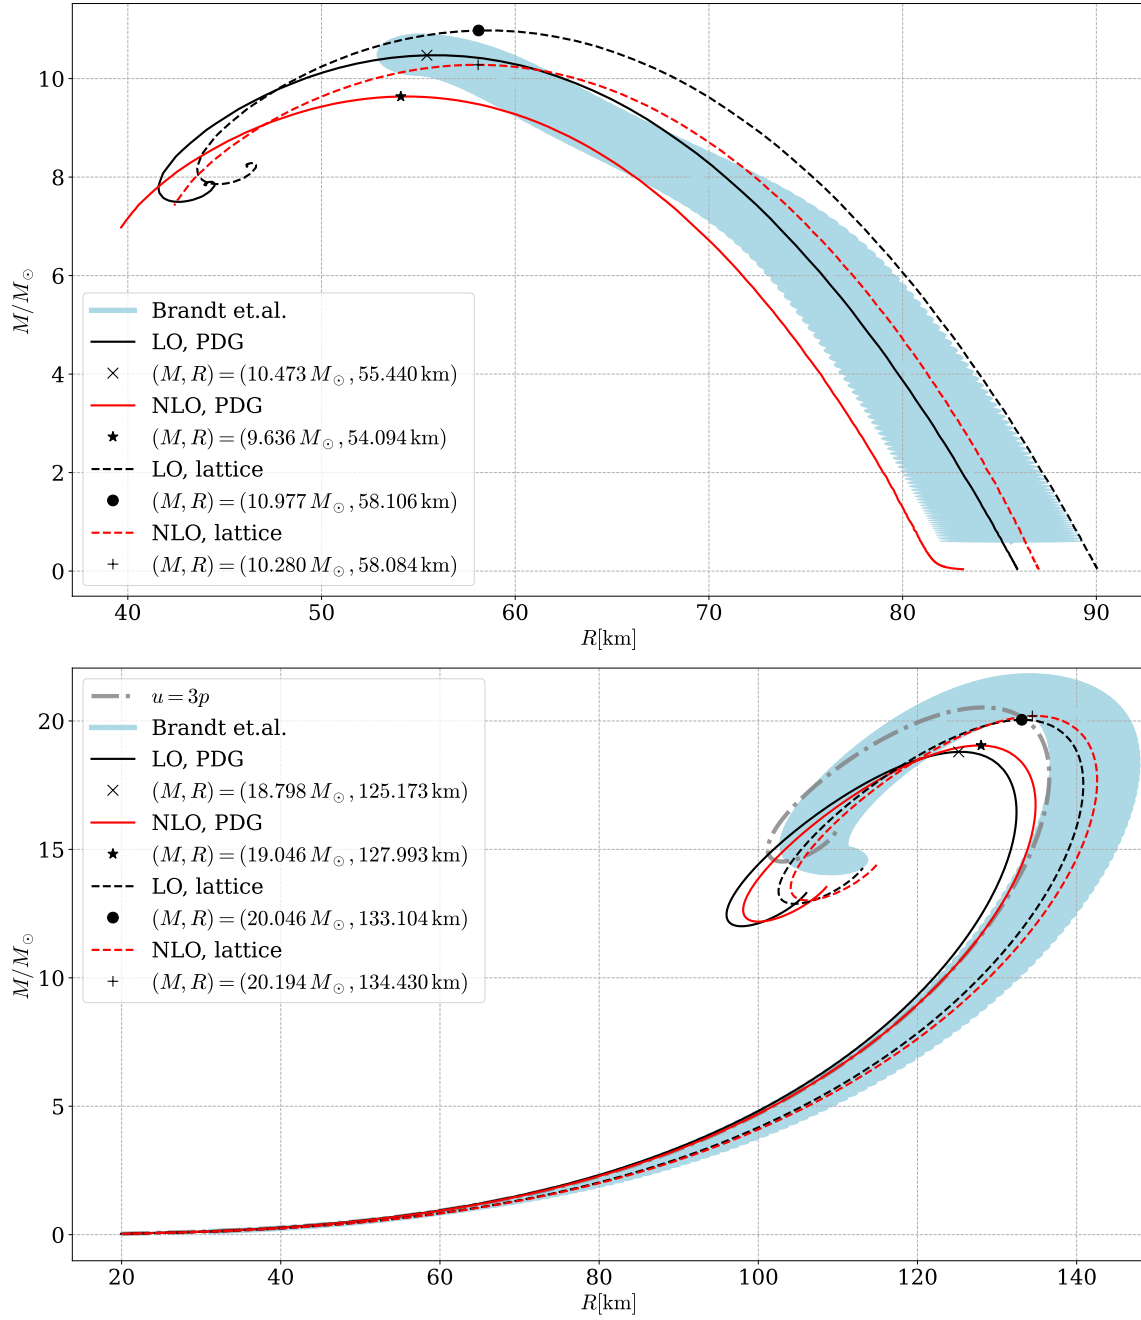 10
8
6
4
2
0
M/M⊙
Brandt et.al.
LO, PDG
(M, R) = (10.473 M⊙, 55.440 km)
NLO, PDG
(M, R) = (9.636 M⊙, 54.094 km)
LO, lattice
(M, R) = (10.977 M⊙, 58.106 km)
NLO, lattice
(M, R) = (10.280 M⊙, 58.084 km)
40 50 60 70 80 90
R[km]
20
15
10
5
0
M/M⊙
u = 3p
Brandt et.al.
LO, PDG
(M, R) = (18.798 M⊙, 125.173 km)
NLO, PDG
(M, R) = (19.046 M⊙, 127.993 km)
LO, lattice
(M, R) = (20.046 M⊙, 133.104 km)
NLO, lattice
(M, R) = (20.194 M⊙, 134.430 km)
20 40 60 80 100 120 140
R[km]